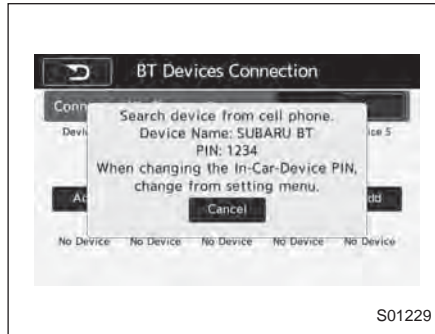 BT Devices Connection
Search device from cell phone.
Device Name: SUBARU BT
PIN: 1234
When changing the In-Car-Device PIN,
change from setting menu.
Cancel
No Device No Device No Device No Device No Device
S01229